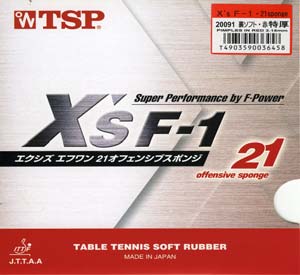 TSP
X's F-1 - 21sponge
20091 裏ソフト・赤特厚
PIMPLES IN RED 2.1mm
T4903590036458
Super Performance by F-Power
X's F-1
エクシズ エフワン 21オフェンシブスポンジ
21
offensive sponge
ITTF
J.T.T.A.A
TABLE TENNIS SOFT RUBBER
MADE IN JAPAN